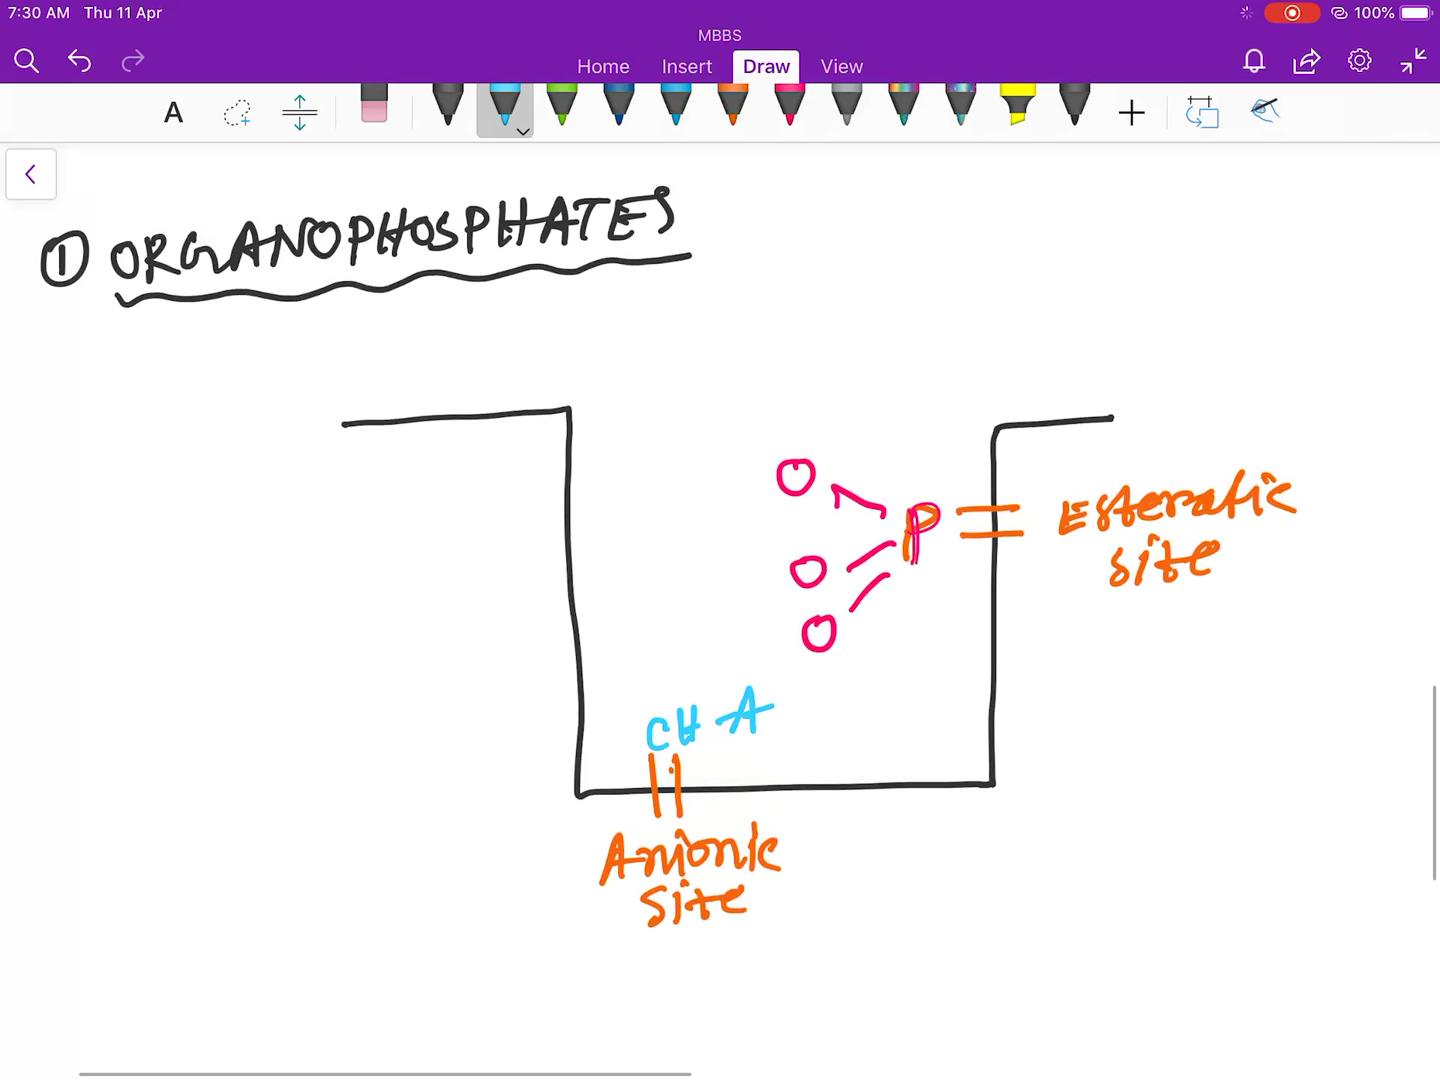 7:30 AM Thu 11 Apr
100%
MBBS
Home Insert Draw View
A
① ORGANOPHOSPHATES
O
P
Esteratic
site
O
O
CH A
Anionic
site